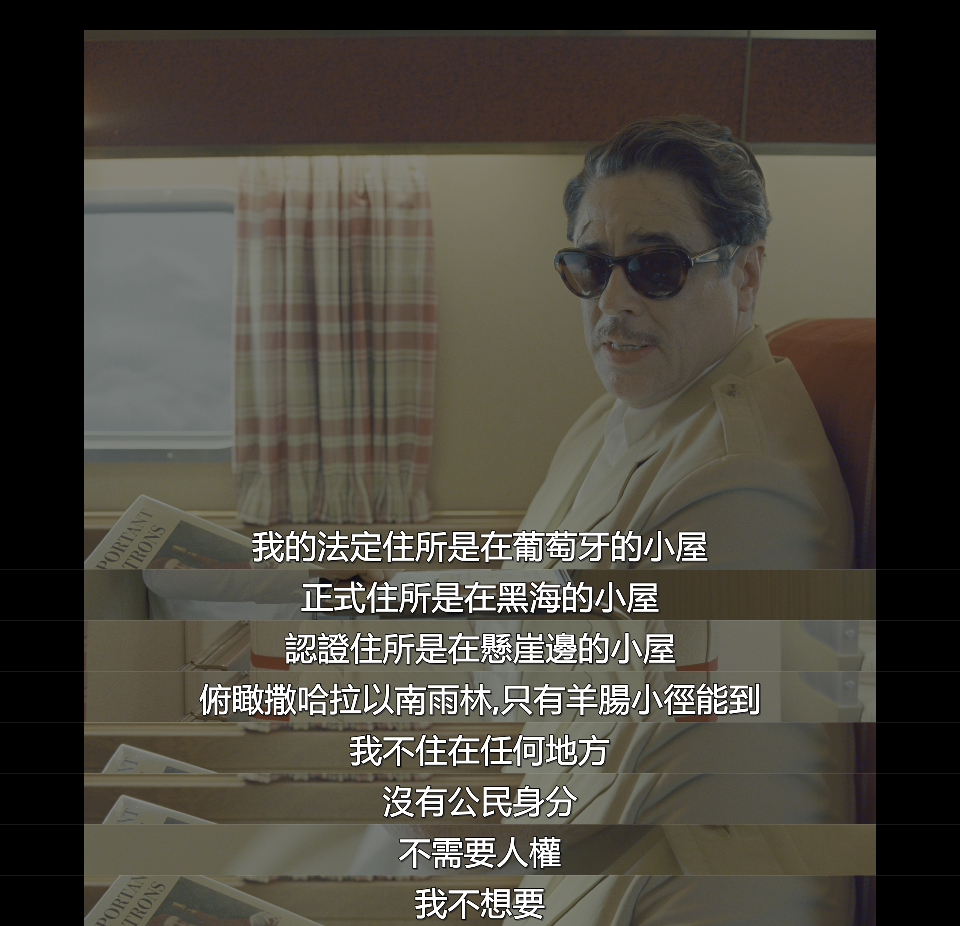 PORTANT
TRONS
我的法定住所是在葡萄牙的小屋
正式住所是在黑海的小屋
認證住所是在懸崖邊的小屋
俯瞰撒哈拉以南雨林,只有羊腸小徑能到
我不住在任何地方
沒有公民身分
不需要人權
PORTANT
TRONS
我不想要